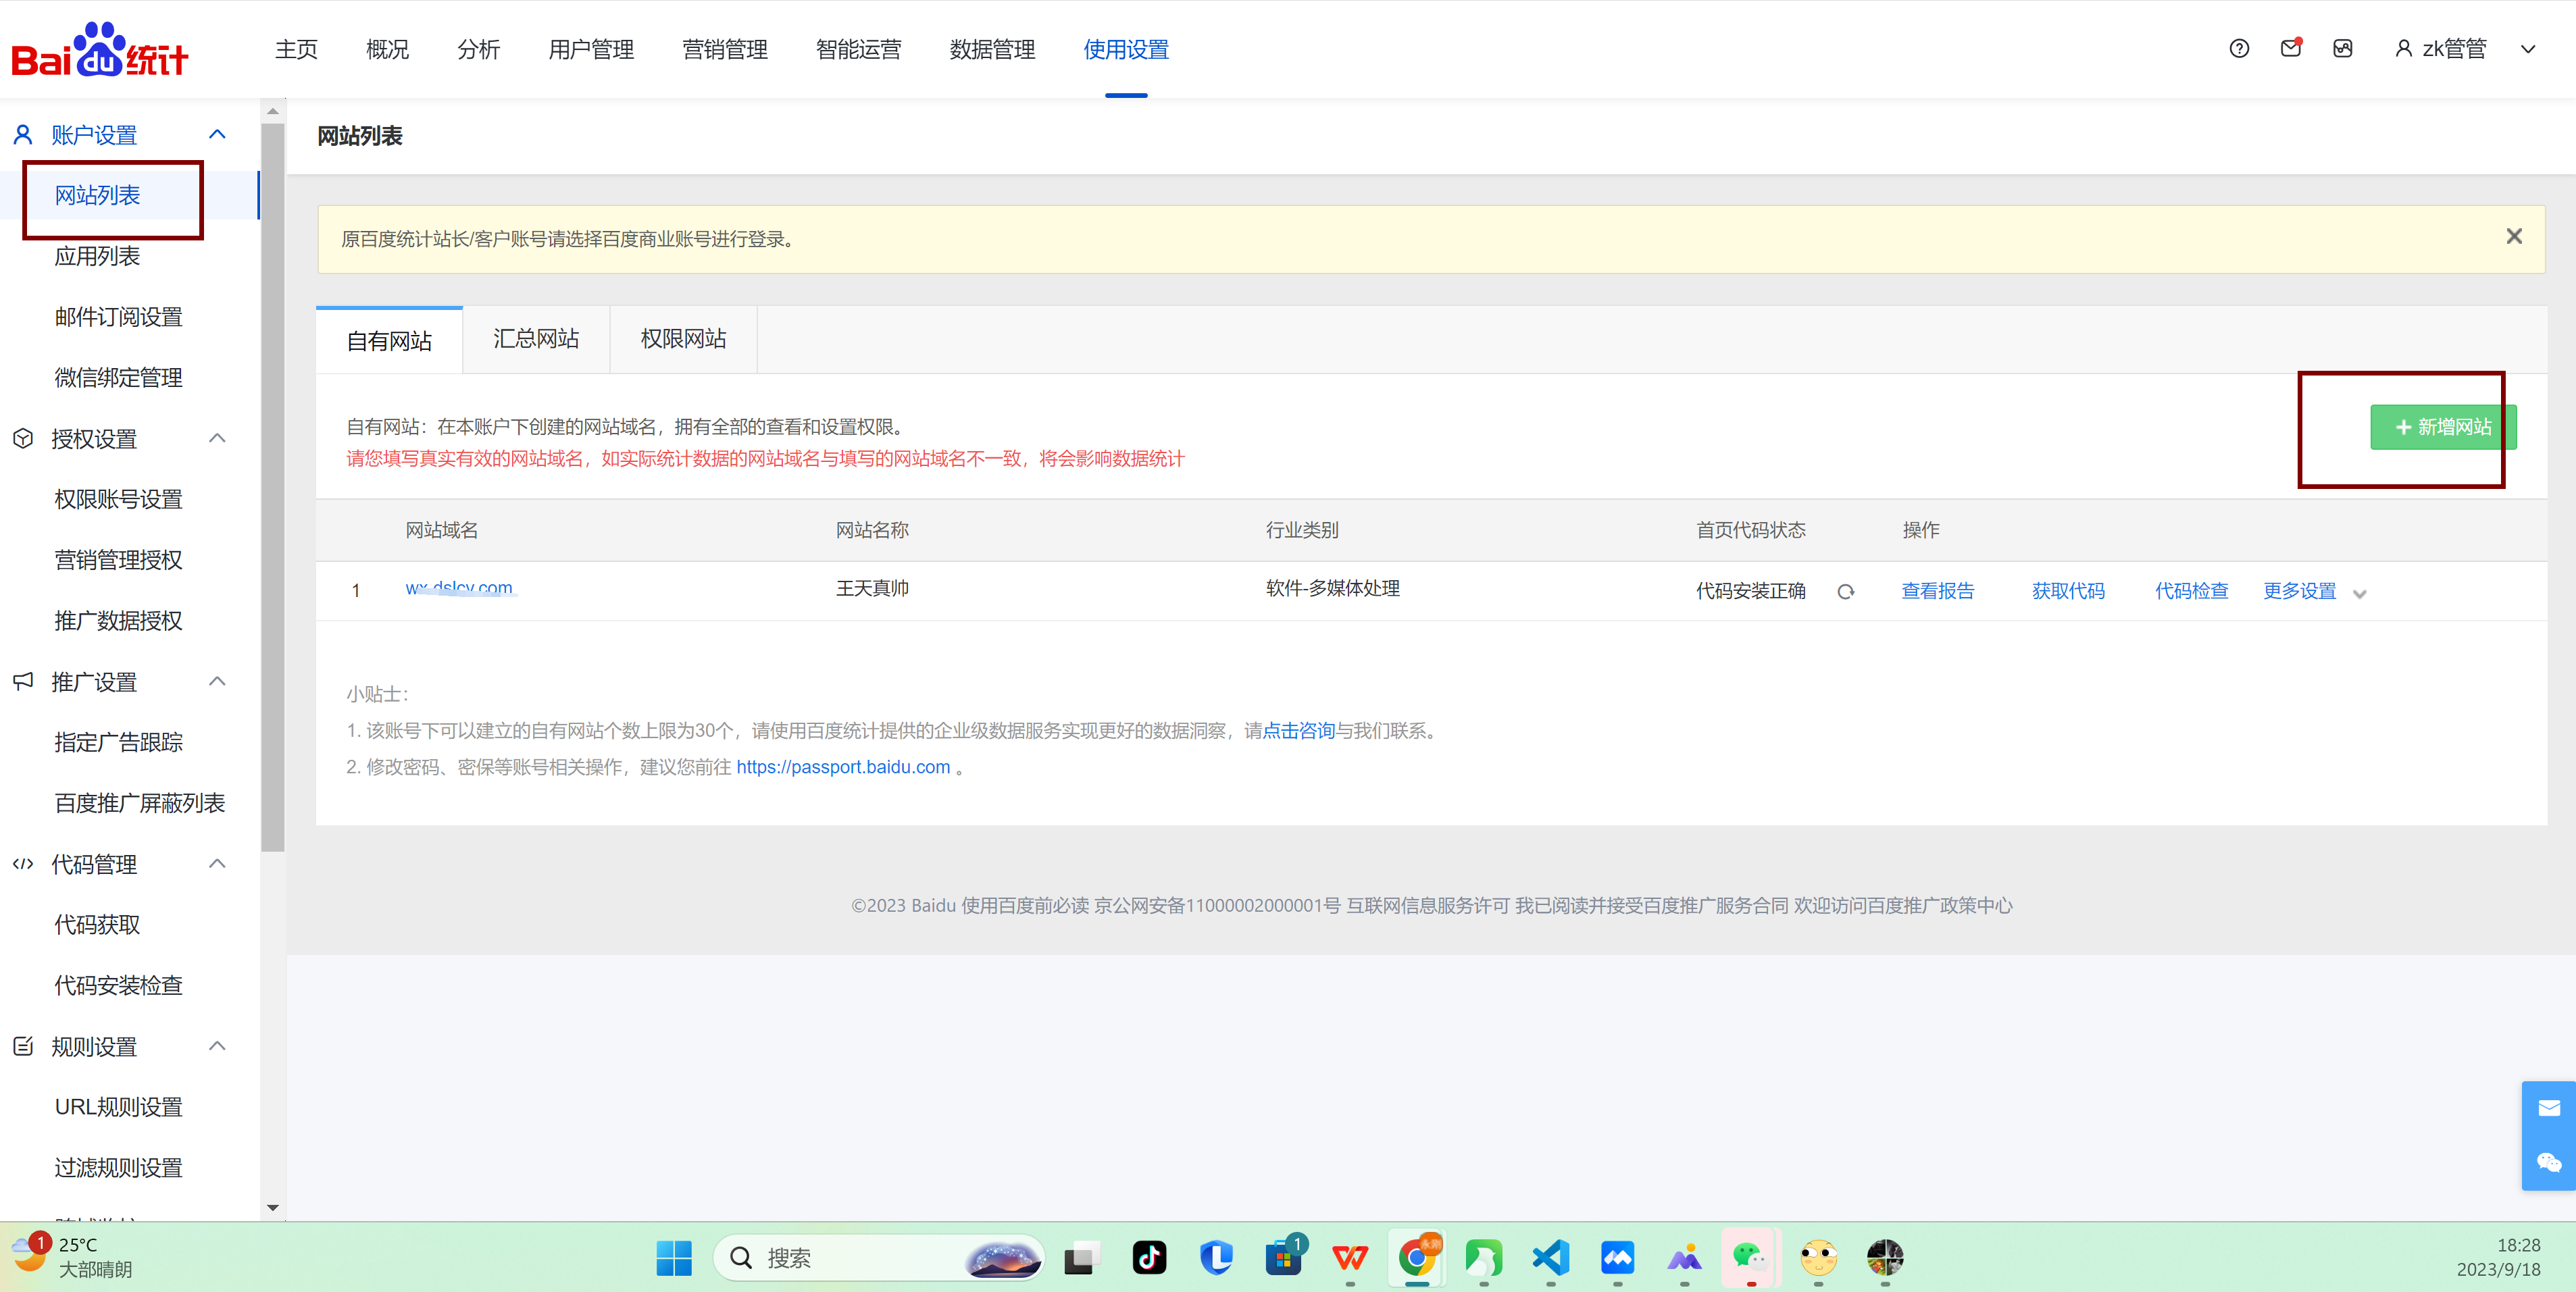 Baidu统计
主页 概况 分析 用户管理 营销管理 智能运营 数据管理 使用设置 zk管管
账户设置
网站列表
应用列表
邮件订阅设置
微信绑定管理
授权设置
权限账号设置
营销管理授权
推广数据授权
推广设置
指定广告跟踪
百度推广屏蔽列表
代码管理
代码获取
代码安装检查
规则设置
URL规则设置
过滤规则设置
网站列表
原百度统计站长/客户账号请选择百度商业账号进行登录。
自有网站 汇总网站 权限网站
自有网站：在本账户下创建的网站域名，拥有全部的查看和设置权限。
请您填写真实有效的网站域名，如实际统计数据的网站域名与填写的网站域名不一致，将会影响数据统计
新增网站
网站域名 网站名称 行业类别 首页代码状态 操作
1 王天真帅 软件-多媒体处理 代码安装正确 查看报告 获取代码 代码检查 更多设置
小贴士：
1. 该账号下可以建立的自有网站个数上限为30个，请使用百度统计提供的企业级数据服务实现更好的数据洞察，请点击咨询与我们联系。
2. 修改密码、密保等账号相关操作，建议您前往 https://passport.baidu.com 。
©2023 Baidu 使用百度前必读 京公网安备11000002000001号 互联网信息服务许可 我已阅读并接受百度推广服务合同 欢迎访问百度推广政策中心
1 25°C
大部晴朗
搜索
1
永刚
18:28
2023/9/18